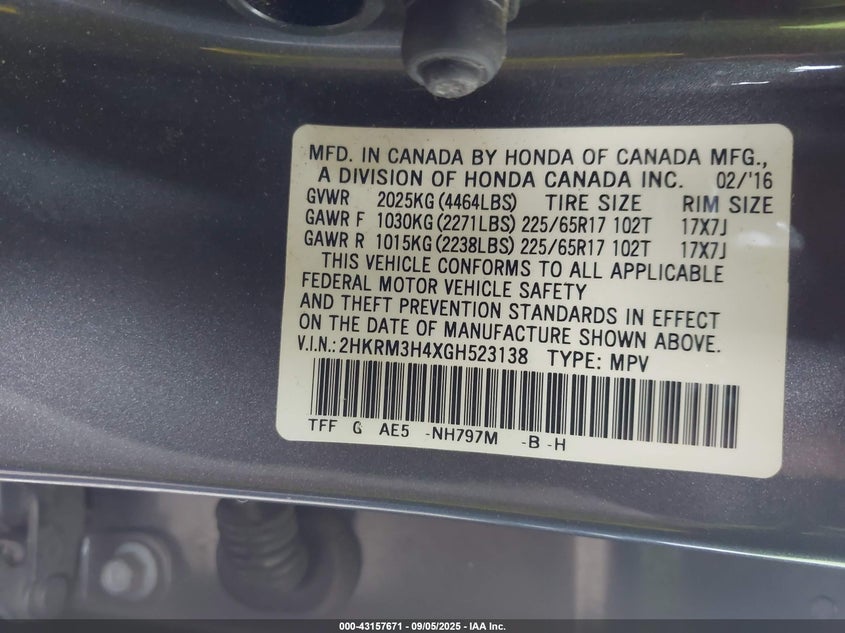 MFD. IN CANADA BY HONDA OF CANADA MFG.,
A DIVISION OF HONDA CANADA INC. 02/'16
GVWR 2025KG (4464LBS) TIRE SIZE RIM SIZE
GAWR F 1030KG (2271LBS) 225/65R17 102T 17X7J
GAWR R 1015KG (2238LBS) 225/65R17 102T 17X7J
THIS VEHICLE CONFORMS TO ALL APPLICABLE
FEDERAL MOTOR VEHICLE SAFETY
AND THEFT PREVENTION STANDARDS IN EFFECT
ON THE DATE OF MANUFACTURE SHOWN ABOVE.
V.I.N.: 2HKRM3H4XGH523138 TYPE: MPV
TFF G AE5 -NH797M -B -H
000-43157671 - 09/05/2025 - IAA Inc.